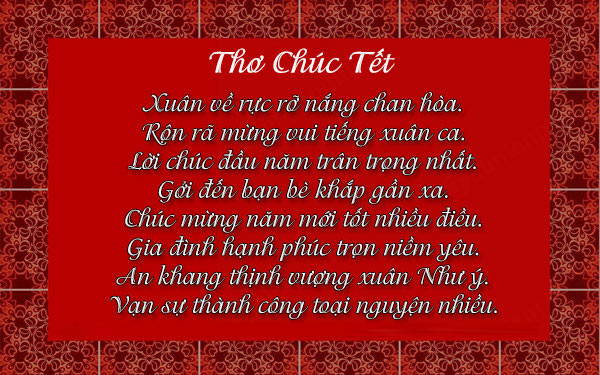 Thơ Chúc Tết
Xuân về rực rỡ nắng chan hòa.
Rộn rã mừng vui tiếng xuân ca.
Lời chúc đầu năm trân trọng nhất.
Gởi đến bạn bè khắp gần xa.
Chúc mừng năm mới tốt nhiều điều.
Gia đình hạnh phúc trọn niềm yêu.
An khang thịnh vượng xuân Như ý.
Vạn sự thành công toại nguyện nhiều.